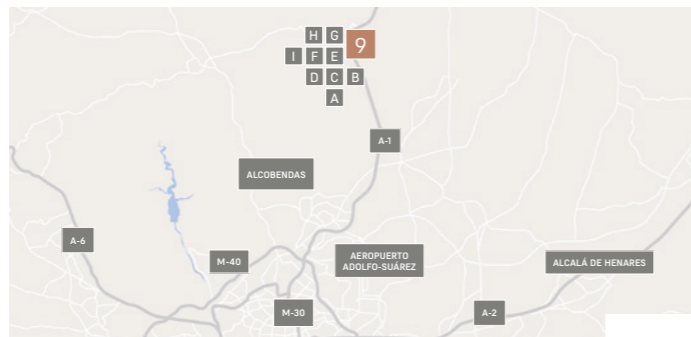 H G
9
I F E
D C B
A
A-1
ALCOBENDAS
A-6
M-40
AEROPUERTO
ADOLFO-SUÁREZ
ALCALÁ DE HENARES
M-30
A-2